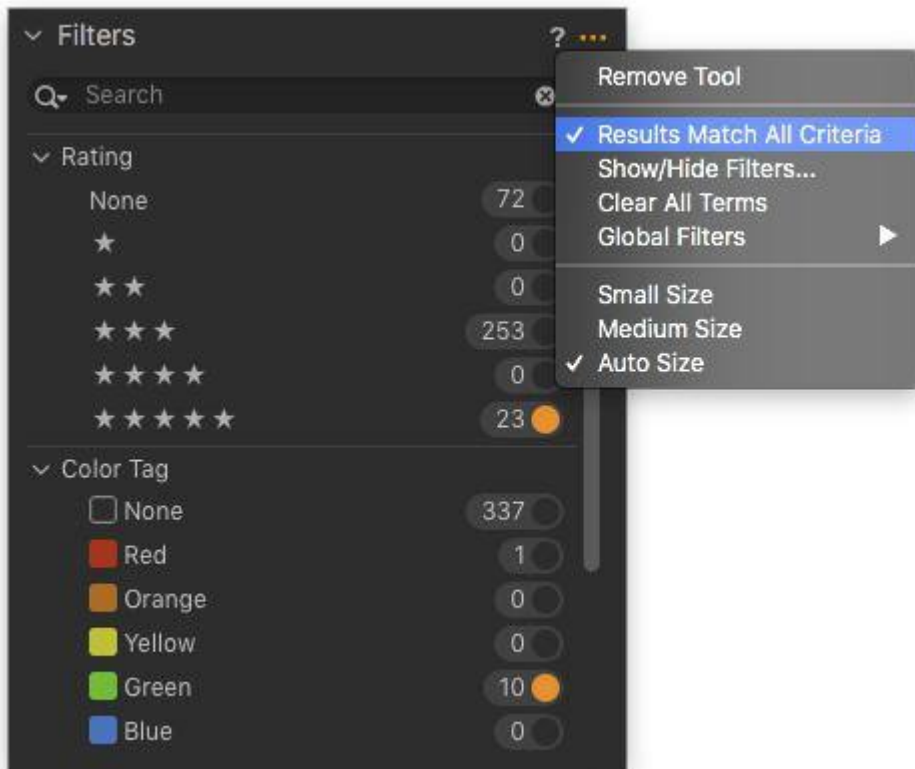 Filters ? ...
Search
Rating
None 72
★ 0
★★ 0
★★★ 253
★★★★ 0
★★★★★ 23
Color Tag
None 337
Red 1
Orange 0
Yellow 0
Green 10
Blue 0
Remove Tool
✓ Results Match All Criteria
Show/Hide Filters...
Clear All Terms
Global Filters ▶
Small Size
Medium Size
✓ Auto Size